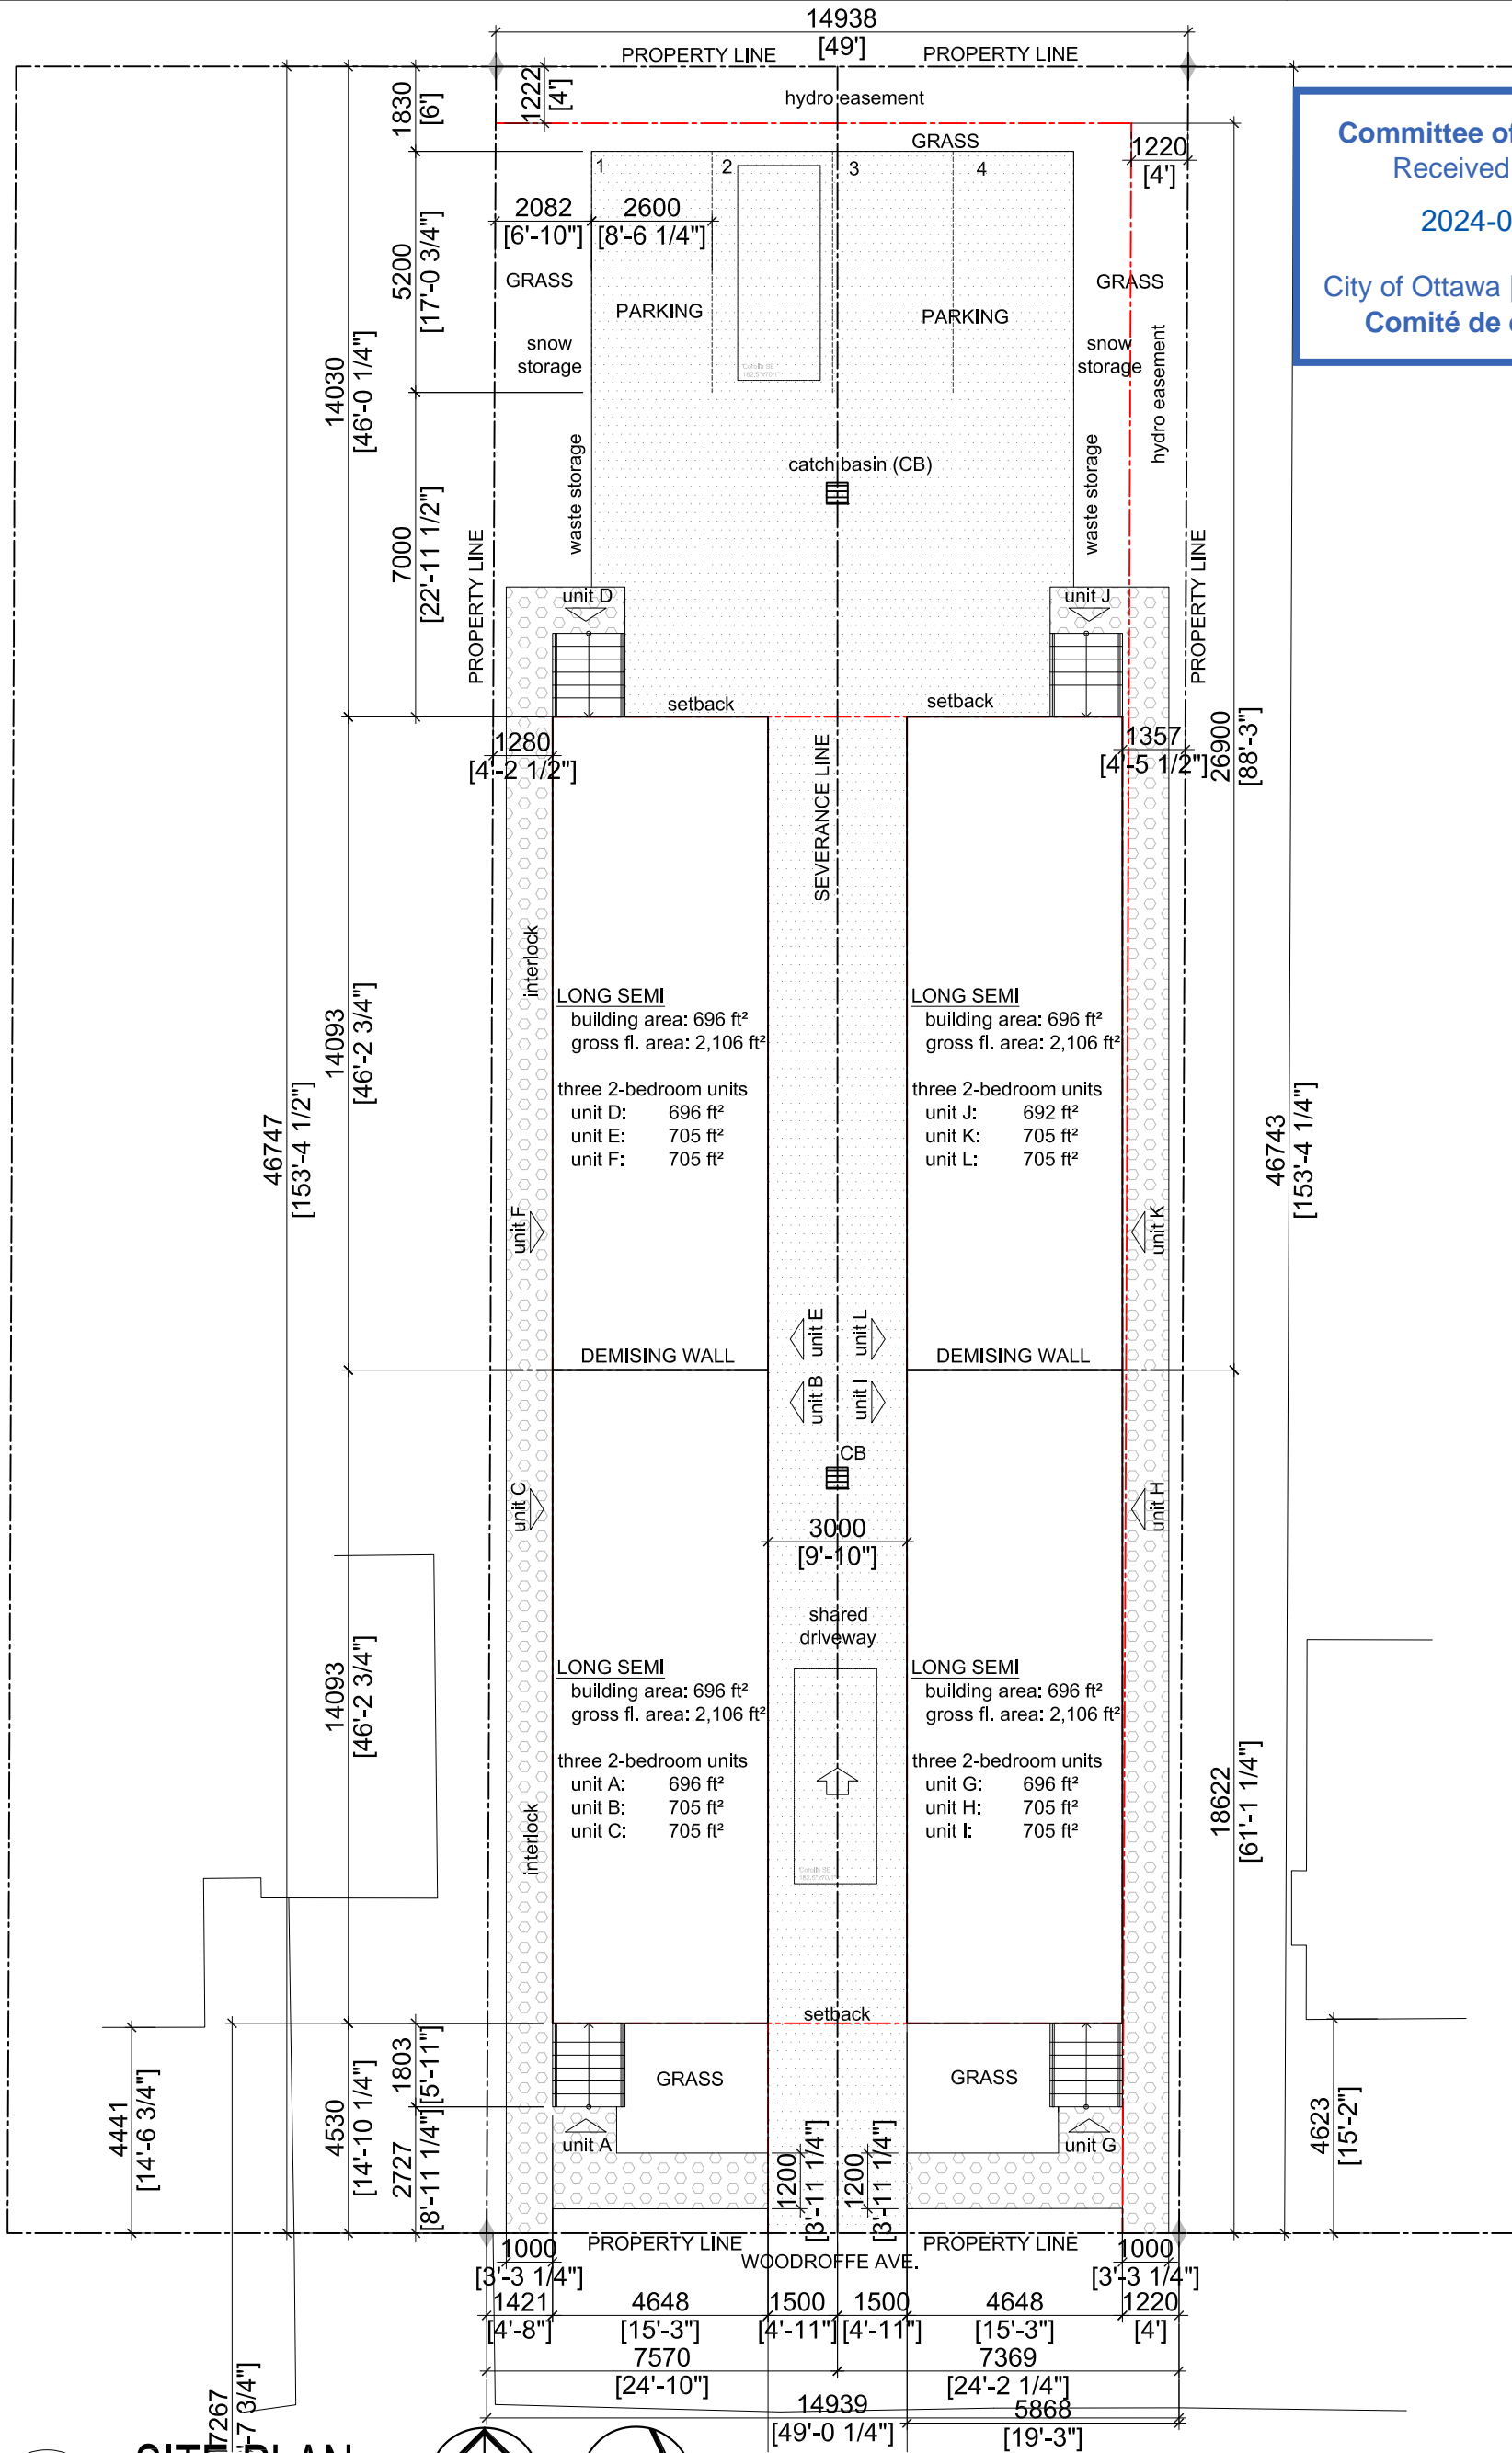 14938
[49']
PROPERTY LINE
PROPERTY LINE
1830
[6']
1222
[4']
hydro easement
Committee of
Received
2024-0
City of Ottawa
Comité de
GRASS
1220
[4']
1
2
3
4
2082
[6'-10"]
2600
[8'-6 1/4"]
5200
[17'-0 3/4"]
GRASS
GRASS
PARKING
PARKING
snow
storage
snow
storage
hydro easement
14030
[46'-0 1/4"]
Corolla SE
waste storage
waste storage
catch basin (CB)
7000
[22'-11 1/2"]
PROPERTY LINE
PROPERTY LINE
unit D
unit J
setback
setback
1280
[4'-2 1/2"]
1357
[4'-5 1/2"]
26900
[88'-3"]
SEVERANCE LINE
interlock
LONG SEMI
building area: 696 ft²
gross fl. area: 2,106 ft²
three 2-bedroom units
unit D: 696 ft²
unit E: 705 ft²
unit F: 705 ft²
LONG SEMI
building area: 696 ft²
gross fl. area: 2,106 ft²
three 2-bedroom units
unit J: 692 ft²
unit K: 705 ft²
unit L: 705 ft²
14093
[46'-2 3/4"]
46747
[153'-4 1/2"]
46743
[153'-4 1/4"]
unit F
unit K
unit E
unit L
DEMISING WALL
DEMISING WALL
unit B
unit I
CB
unit C
unit H
3000
[9'-10"]
shared
driveway
14093
[46'-2 3/4"]
LONG SEMI
building area: 696 ft²
gross fl. area: 2,106 ft²
three 2-bedroom units
unit A: 696 ft²
unit B: 705 ft²
unit C: 705 ft²
LONG SEMI
building area: 696 ft²
gross fl. area: 2,106 ft²
three 2-bedroom units
unit G: 696 ft²
unit H: 705 ft²
unit I: 705 ft²
interlock
18622
[61'-1 1/4"]
Corolla SE
setback
GRASS
GRASS
4441
[14'-6 3/4"]
4530
[14'-10 1/4"]
1803
[5'-11"]
2727
[8'-11 1/4"]
unit A
unit G
1200
[3'-11 1/4"]
1200
[3'-11 1/4"]
4623
[15'-2"]
PROPERTY LINE
PROPERTY LINE
WOODROFFE AVE.
1000
[3'-3 1/4"]
1000
[3'-3 1/4"]
1421
[4'-8"]
4648
[15'-3"]
1500
[4'-11"]
1500
[4'-11"]
4648
[15'-3"]
1220
[4']
7570
[24'-10"]
7369
[24'-2 1/4"]
14939
[49'-0 1/4"]
5868
[19'-3"]
7267
-7 3/4"]
SITE PLAN